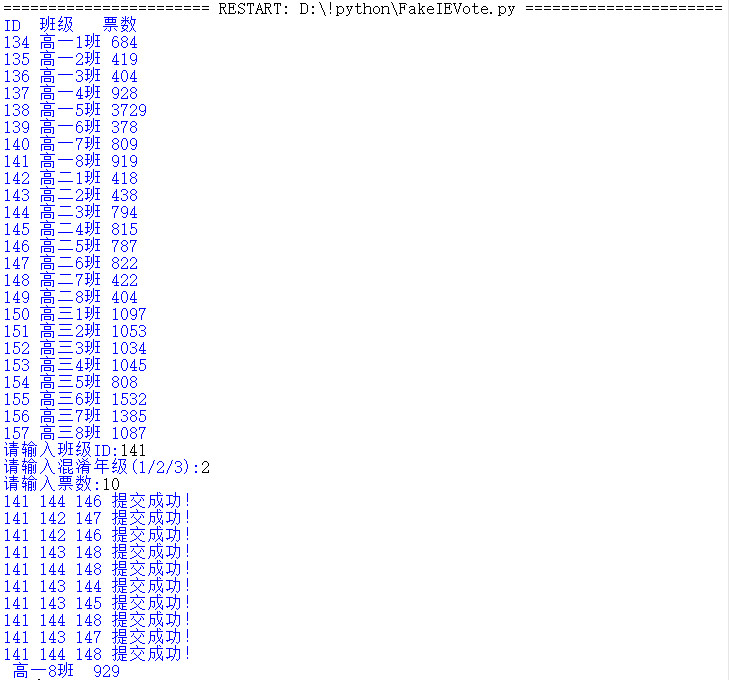 ======================= RESTART: D:\!python\FakeIEVote.py ======================
ID 班级 票数
134 高一1班 684
135 高一2班 419
136 高一3班 404
137 高一4班 928
138 高一5班 3729
139 高一6班 378
140 高一7班 809
141 高一8班 919
142 高二1班 418
143 高二2班 438
144 高二3班 794
145 高二4班 815
146 高二5班 787
147 高二6班 822
148 高二7班 422
149 高二8班 404
150 高三1班 1097
151 高三2班 1053
152 高三3班 1034
153 高三4班 1045
154 高三5班 808
155 高三6班 1532
156 高三7班 1385
157 高三8班 1087
请输入班级ID:141
请输入混淆年级(1/2/3):2
请输入票数:10
141 144 146 提交成功!
141 142 147 提交成功!
141 142 146 提交成功!
141 143 148 提交成功!
141 144 148 提交成功!
141 143 144 提交成功!
141 143 145 提交成功!
141 144 148 提交成功!
141 143 147 提交成功!
141 144 148 提交成功!
高一8班 929